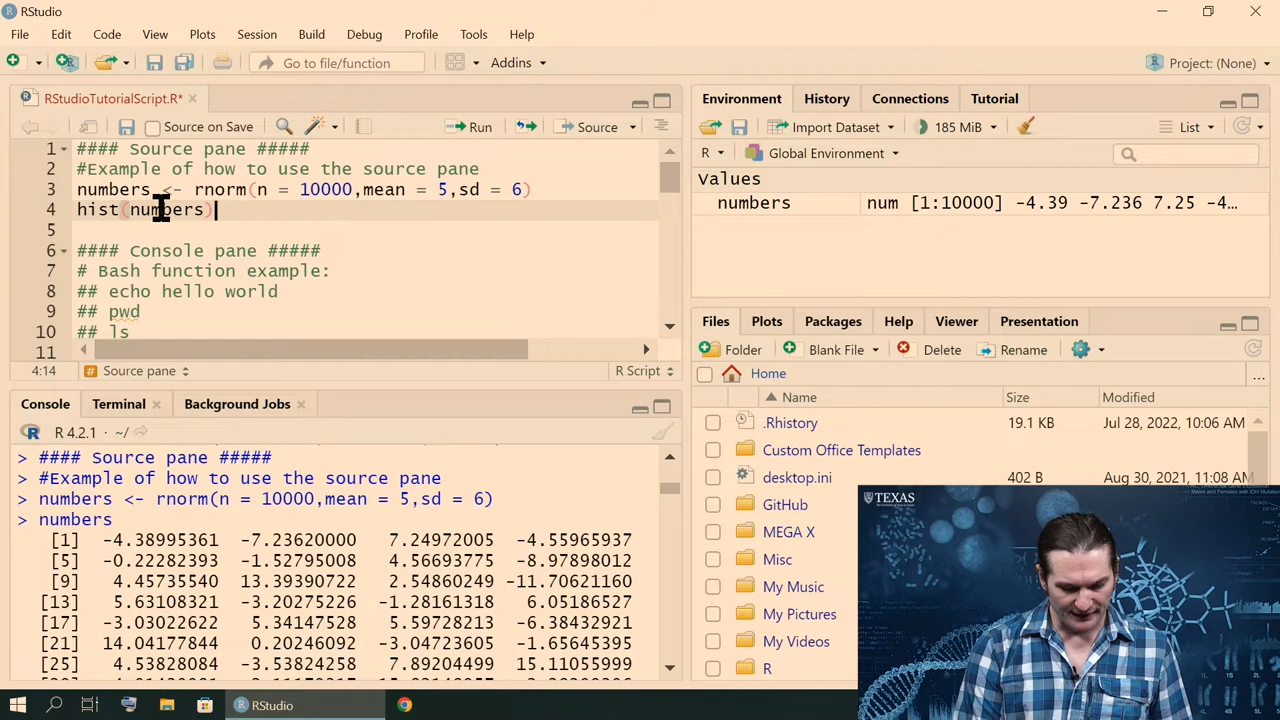 RStudio
File Edit Code View Plots Session Build Debug Profile Tools Help
Go to file/function Addins Project: (None)
RStudioTutorialScript.R*
Source on Save Run Source
1 #### Source pane #####
2 #Example of how to use the source pane
3 numbers <- rnorm(n = 10000,mean = 5,sd = 6)
4 hist(numbers)
5
6 #### Console pane #####
7 # Bash function example:
8 ## echo hello world
9 ## pwd
10 ## ls
11
4:14 Source pane R Script
Console Terminal Background Jobs
R 4.2.1 · ~/
> #### Source pane #####
> #Example of how to use the source pane
> numbers <- rnorm(n = 10000,mean = 5,sd = 6)
> numbers
[1] -4.38995361 -7.23620000 7.24972005 -4.55965937
[5] -0.22282393 -1.52795008 4.56693775 -8.97898012
[9] 4.45735540 13.39390722 2.54860249 -11.70621160
[13] 5.63108321 -3.20275226 -1.28161318 6.05186527
[17] -3.03022622 5.34147528 5.59728213 -6.38432921
[21] 14.04477844 0.20246092 -3.04723605 -1.65645395
[25] 4.53828084 -3.53824258 7.89204499 15.11055999
Environment History Connections Tutorial
Import Dataset 185 MiB List
R Global Environment
Values
numbers num [1:10000] -4.39 -7.236 7.25 -4…
Files Plots Packages Help Viewer Presentation
Folder Blank File Delete Rename
Home ...
Name Size Modified
.Rhistory 19.1 KB Jul 28, 2022, 10:06 AM
Custom Office Templates
desktop.ini 402 B Aug 30, 2021, 11:08 AM
GitHub
MEGA X
Misc
My Music
My Pictures
My Videos
R
TEXAS
RStudio